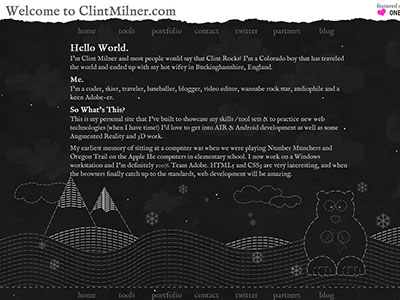 Welcome to ClintMilner.com
featured
ONE
home tools portfolio contact twitter partners blog
Hello World.
I'm Clint Milner and most people would say that Clint Rocks! I'm a Colorado boy that has traveled
the world and ended up with my hot wifey in Buckinghamshire, England.
Me.
I'm a coder, skier, traveler, baseballer, blogger, video editor, wannabe rock star, audiophile and a
keen Adobe-er.
So What's This?
This is my personal site that I've built to showcase my skills / tool sets & to practice new web
technologies (when I have time!) I'd love to get into AIR & Android development as well as some
Augmented Reality and 3D work.
My earliest memory of sitting at a computer was when we were playing Number Munchers and
Oregon Trail on the Apple IIe computers in elementary school. I now work on a Windows
workstation and I'm definitely 100% Team Adobe. HTML5 and CSS3 are very interesting, and when
the browsers finally catch up to the standards, web development will be amazing.
home tools portfolio contact twitter partners blog